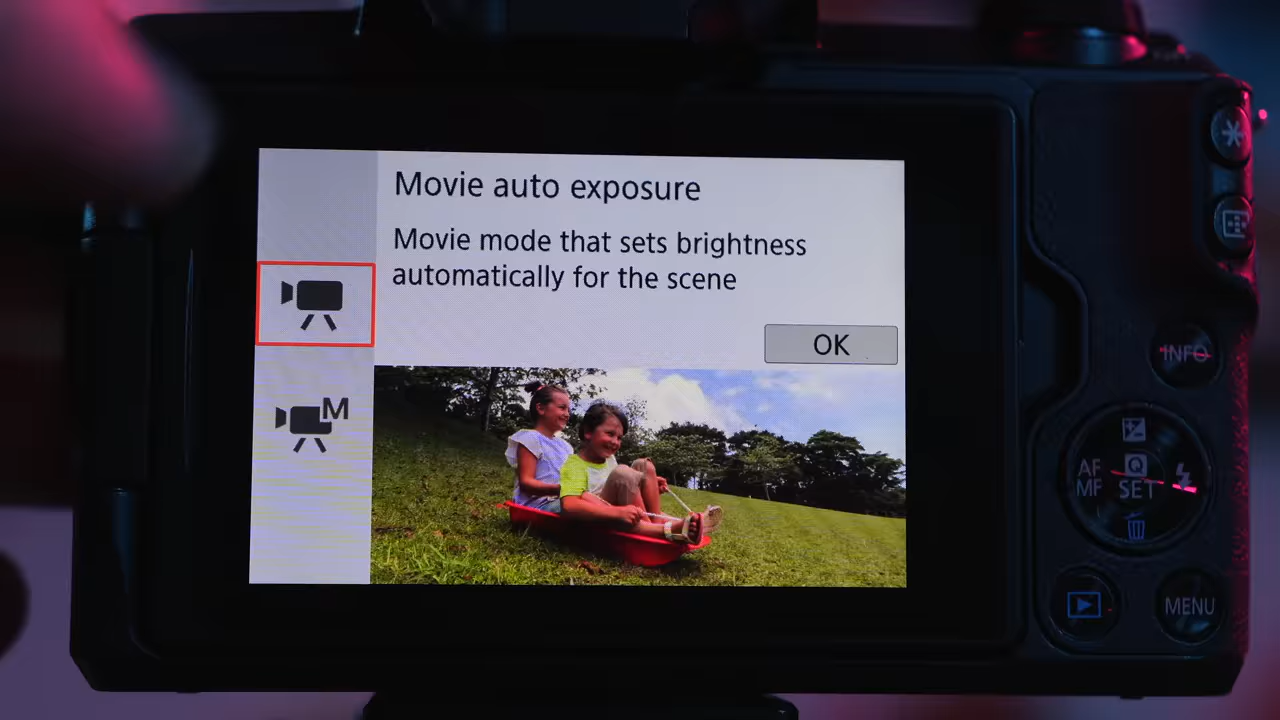 Movie auto exposure
Movie mode that sets brightness
automatically for the scene
OK
M
INFO
AF
MF
Q
SET
MENU